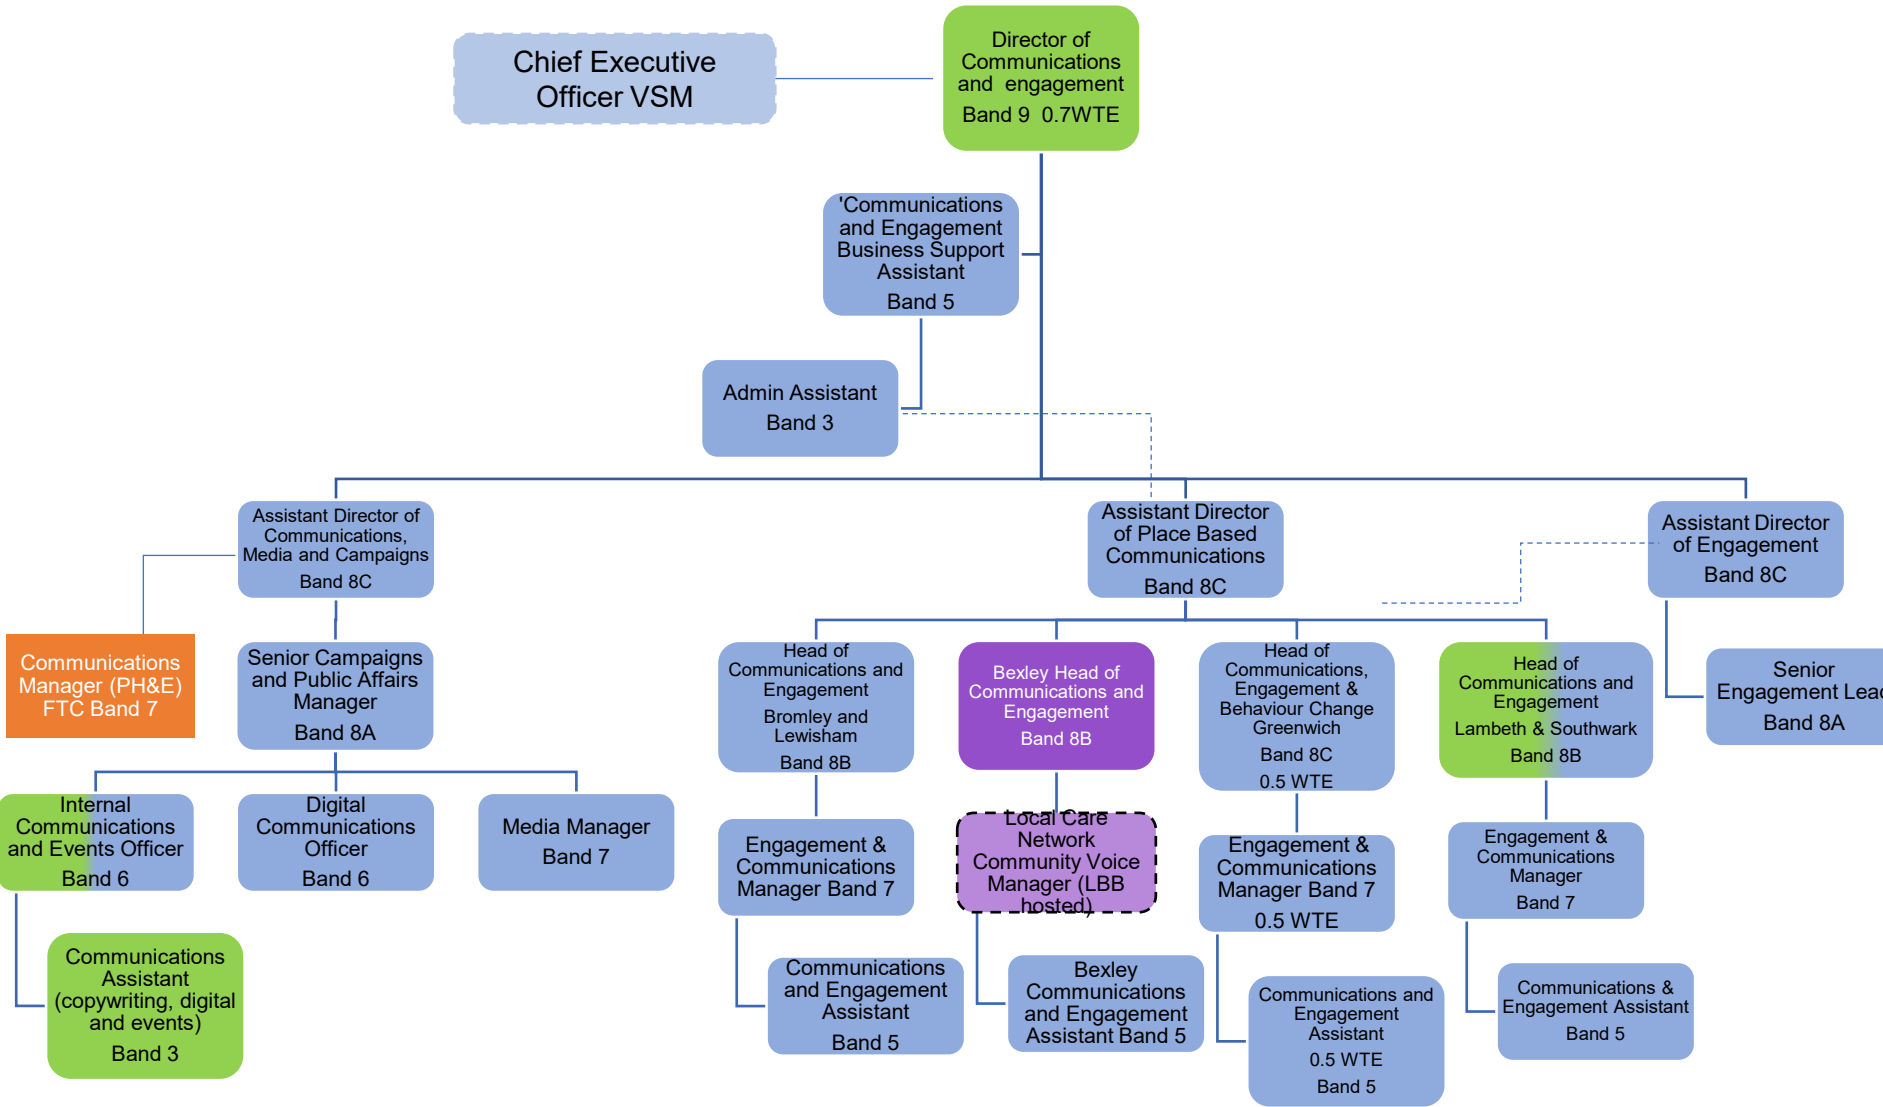 Chief Executive
Officer VSM
Director of
Communications
and engagement
Band 9 0.7WTE
'Communications
and Engagement
Business Support
Assistant
Band 5
Admin Assistant
Band 3
Assistant Director of
Communications,
Media and Campaigns
Band 8C
Assistant Director
of Place Based
Communications
Band 8C
Assistant Director
of Engagement
Band 8C
Communications
Manager (PH&E)
FTC Band 7
Senior Campaigns
and Public Affairs
Manager
Band 8A
Head of
Communications and
Engagement
Bromley and
Lewisham
Band 8B
Bexley Head of
Communications and
Engagement
Band 8B
Head of
Communications,
Engagement &
Behaviour Change
Greenwich
Band 8C
0.5 WTE
Head of
Communications and
Engagement
Lambeth & Southwark
Band 8B
Senior
Engagement Lead
Band 8A
Internal
Communications
and Events Officer
Band 6
Digital
Communications
Officer
Band 6
Media Manager
Band 7
Engagement &
Communications
Manager Band 7
Local Care
Network
Community Voice
Manager (LBB
hosted)
Engagement &
Communications
Manager Band 7
0.5 WTE
Engagement &
Communications
Manager
Band 7
Communications
Assistant
(copywriting, digital
and events)
Band 3
Communications
and Engagement
Assistant
Band 5
Bexley
Communications
and Engagement
Assistant Band 5
Communications and
Engagement
Assistant
0.5 WTE
Band 5
Communications &
Engagement Assistant
Band 5